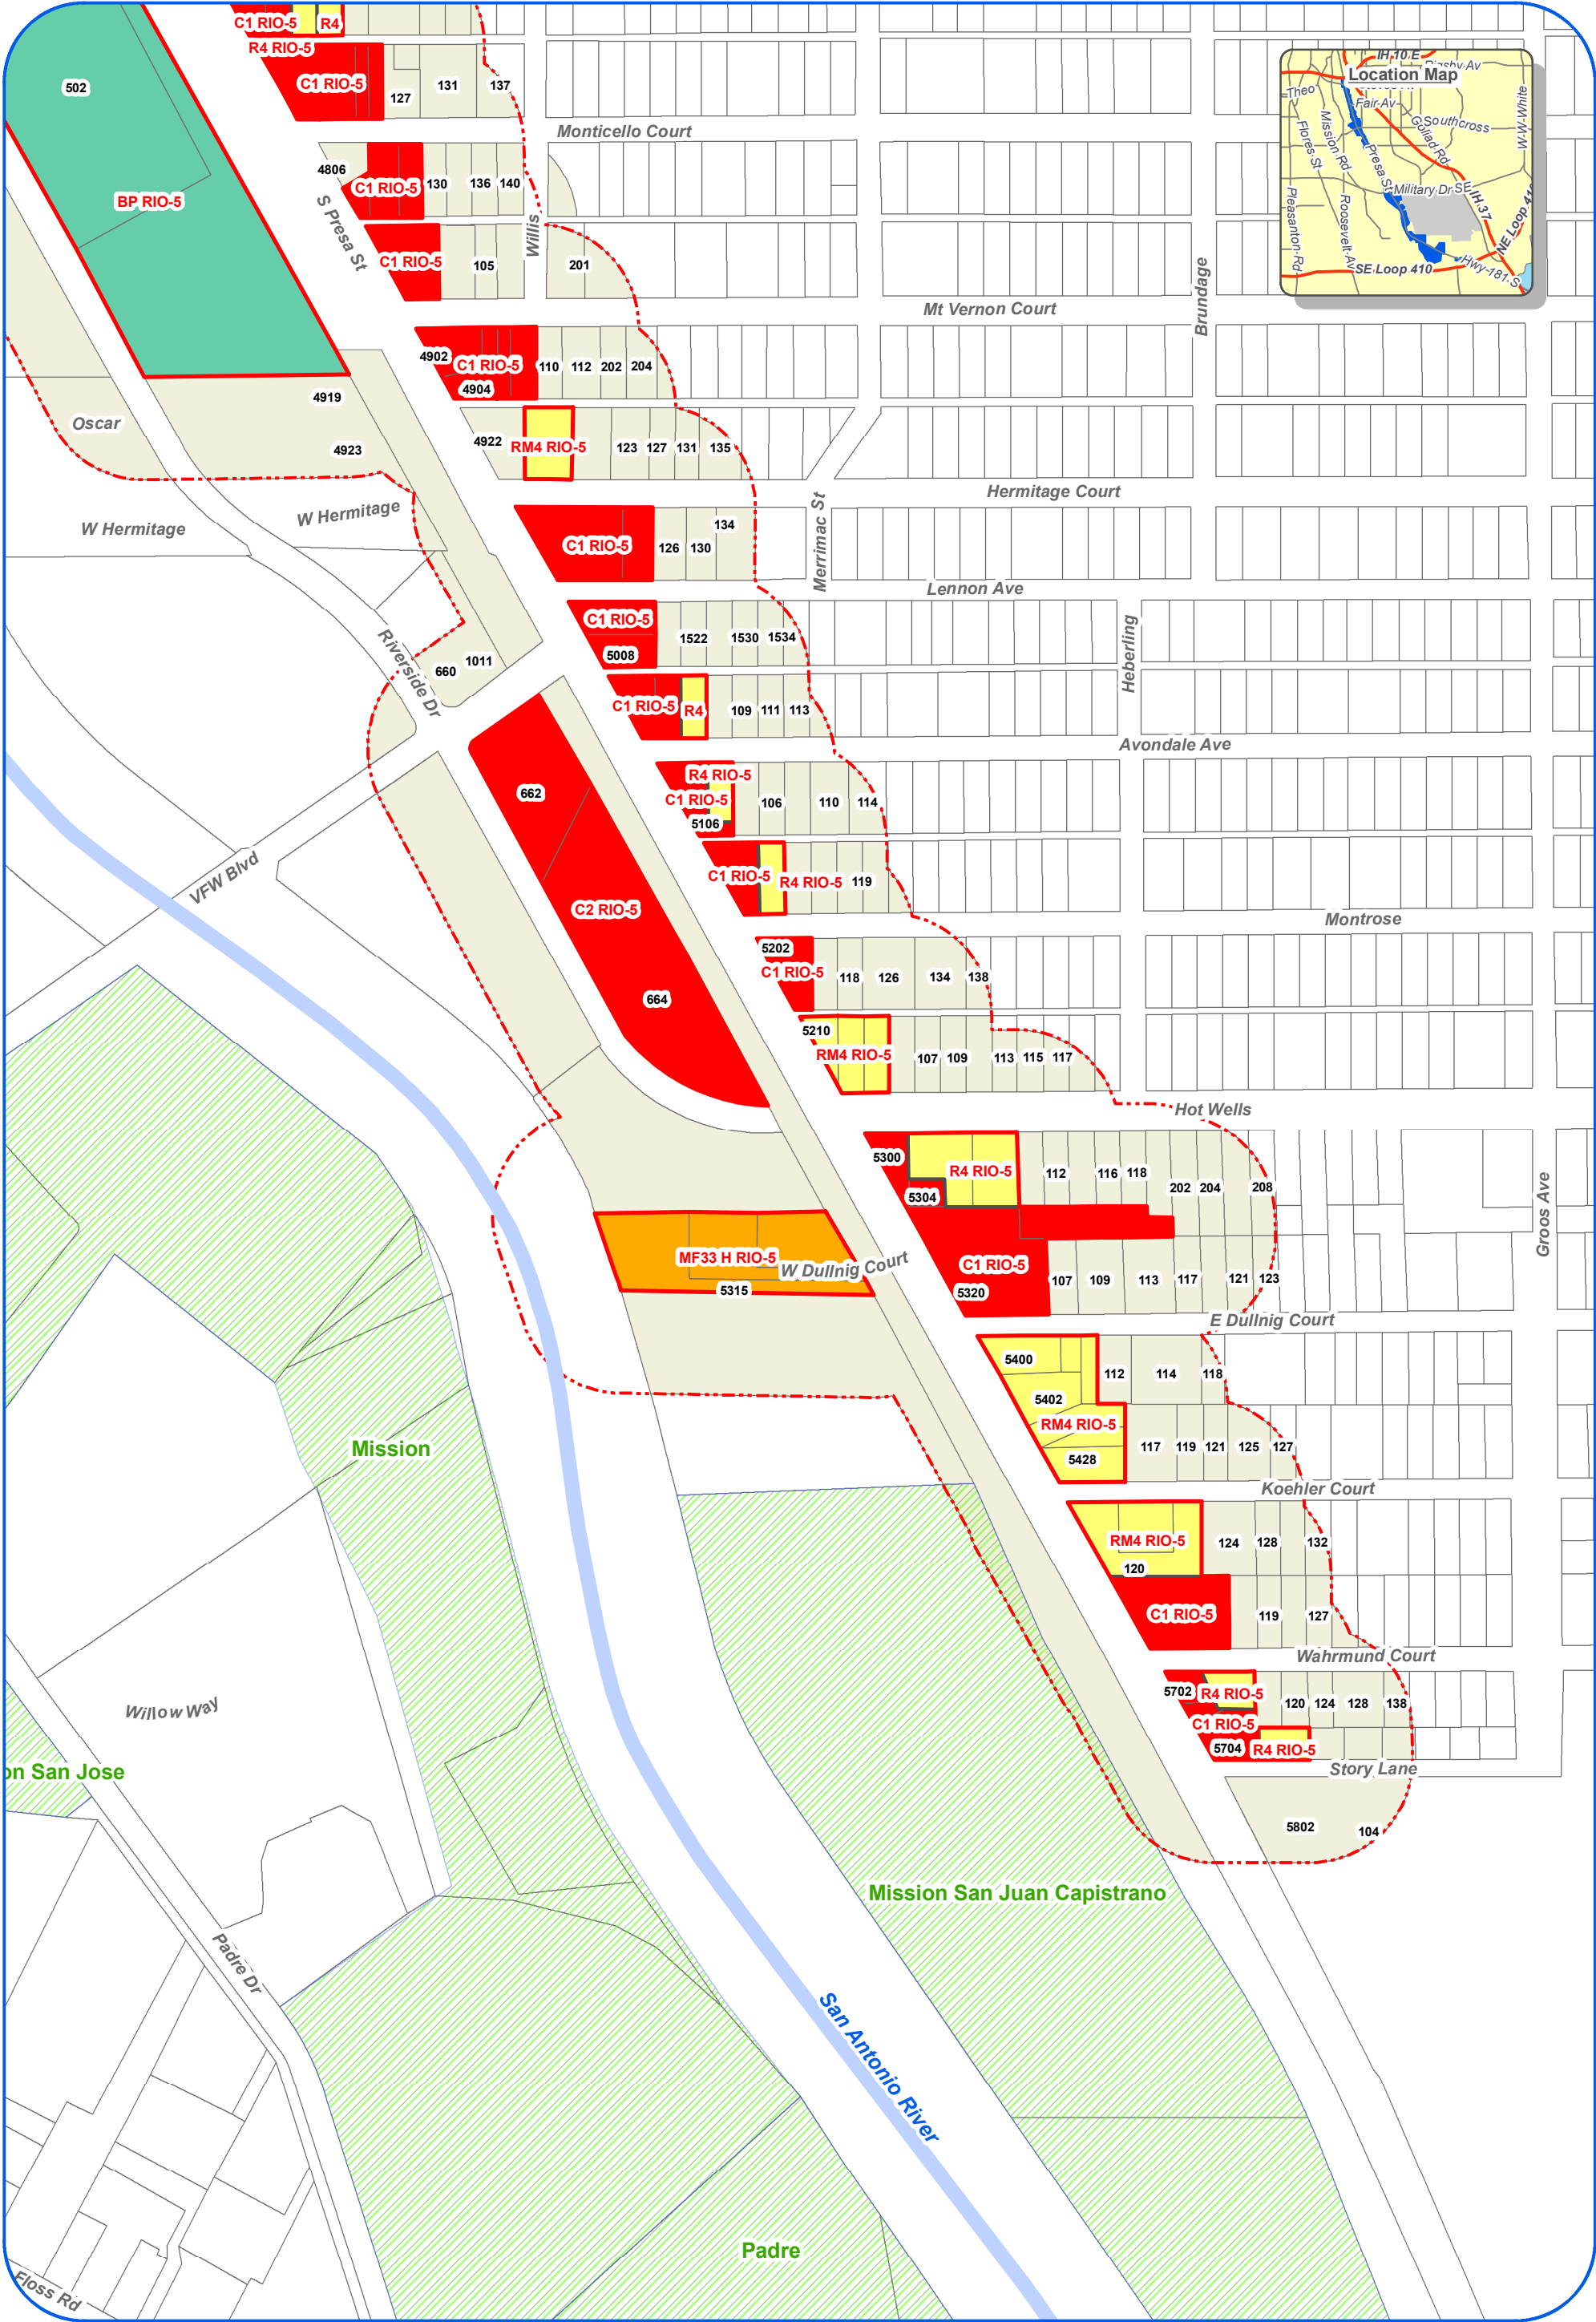 C1 RIO-5
R4
R4 RIO-5
502
C1 RIO-5
127
131
137
IH 10 E
Rigsby Av
Location Map
Theo
Fair Av
Southcross
Goliad Rd
W-W-White
Flores St
Mission Rd
Presa St
Military Dr SE
IH 37
Pleasanton Rd
Roosevelt Av
NE Loop 410
SE Loop 410
Hwy-181-S
Monticello Court
4806
C1 RIO-5
130
136
140
BP RIO-5
S Presa St
Willis
C1 RIO-5
105
201
Brundage
Mt Vernon Court
4902
C1 RIO-5
4904
110
112
202
204
4919
Oscar
4923
4922
RM4 RIO-5
123
127
131
135
Hermitage Court
W Hermitage
W Hermitage
Merrimac St
C1 RIO-5
126
130
134
Lennon Ave
C1 RIO-5
5008
1522
1530
1534
Heberling
Riverside Dr
660
1011
C1 RIO-5
R4
109
111
113
Avondale Ave
R4 RIO-5
C1 RIO-5
5106
106
110
114
662
VFW Blvd
C1 RIO-5
R4 RIO-5
119
C2 RIO-5
Montrose
5202
C1 RIO-5
118
126
134
138
664
5210
RM4 RIO-5
107
109
113
115
117
Hot Wells
5300
R4 RIO-5
5304
112
116
118
202
204
208
Groos Ave
MF33 H RIO-5
W Dullnig Court
5315
C1 RIO-5
5320
107
109
113
117
121
123
E Dullnig Court
5400
112
114
118
5402
RM4 RIO-5
5428
117
119
121
125
127
Mission
Koehler Court
RM4 RIO-5
120
124
128
132
C1 RIO-5
119
127
Wahrmund Court
5702
R4 RIO-5
120
124
128
138
C1 RIO-5
5704
R4 RIO-5
Story Lane
Willow Way
on San Jose
5802
104
Mission San Juan Capistrano
Padre Dr
San Antonio River
Padre
Floss Rd